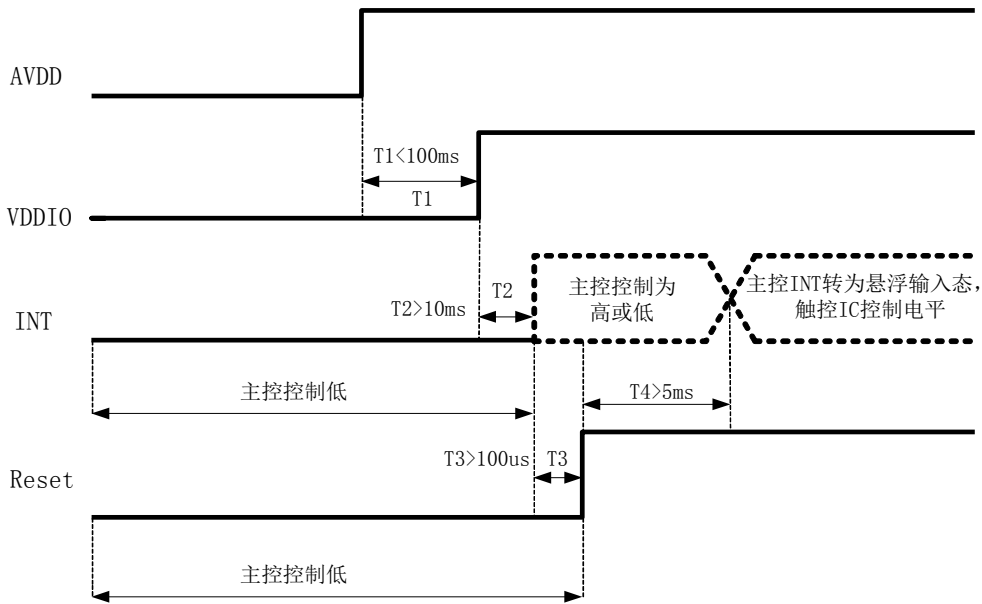 AVDD
T1<100ms
T1
VDDIO
T2
T2>10ms
主控控制为
高或低
主控INT转为悬浮输入态,
触控IC控制电平
INT
主控控制低
T4>5ms
T3>100us
T3
Reset
主控控制低